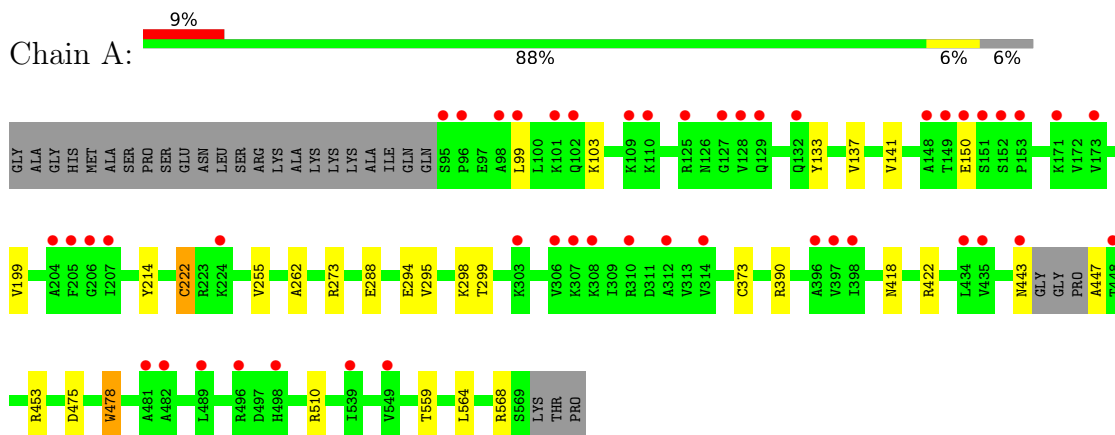 9%
Chain A:
88% 6% 6%
GLY ALA GLY HIS MET ALA SER PRO SER GLU ASN LEU SER ARG LYS ALA LYS LYS LYS ALA ILE GLN GLN S95 P96 E97 A98 L99 L100 K101 Q102 K103 K109 K110 R125 N126 G127 V128 Q129 Q132 Y133 V137 V141 A148 T149 E150 S151 S152 P153 K171 V172 V173
V199 A204 F205 G206 I207 Y214 C222 R223 K224 V255 A262 R273 E288 E294 V295 K298 T299 K303 V306 K307 K308 I309 R310 D311 A312 V313 V314 C373 R390 A396 V397 I398 N418 R422 L434 V435 N443 GLY GLY PRO A447 T448
R453 D475 W478 A481 A482 L489 R496 D497 H498 R510 I539 V549 T559 L564 R568 S569 LYS THR PRO